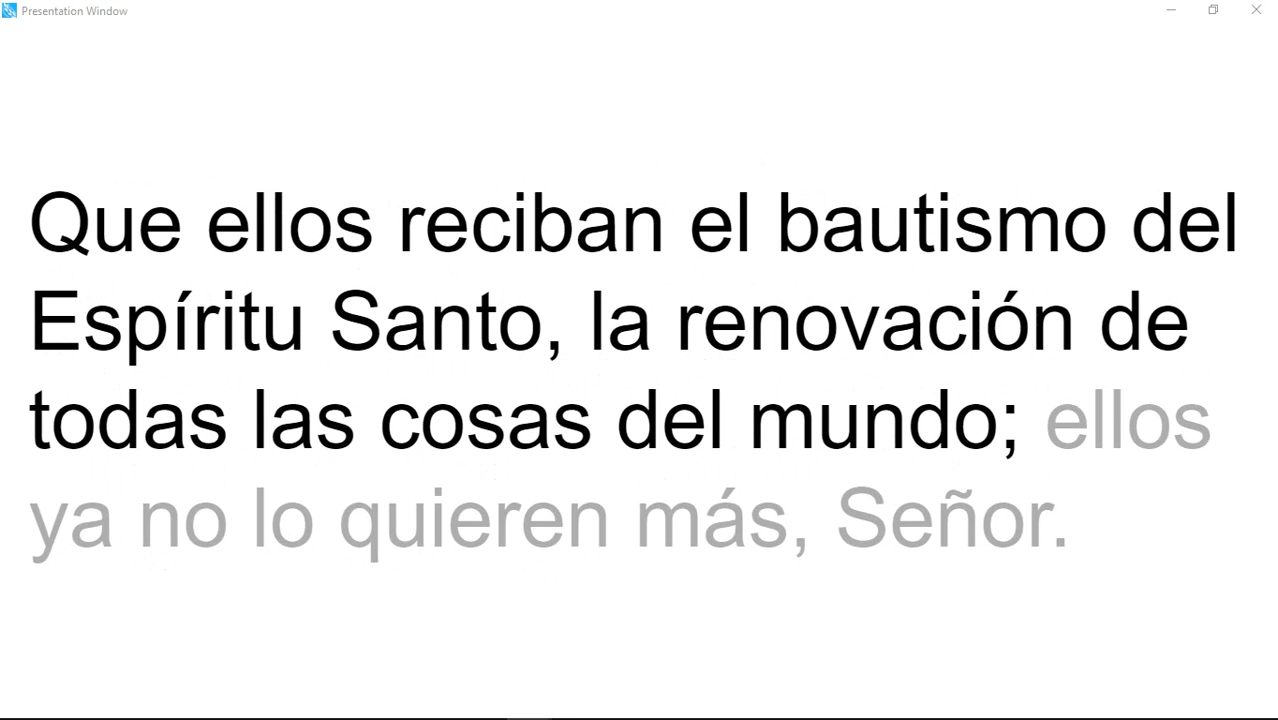 Presentation Window
Que ellos reciban el bautismo del
Espíritu Santo, la renovación de
todas las cosas del mundo; ellos
ya no lo quieren más, Señor.